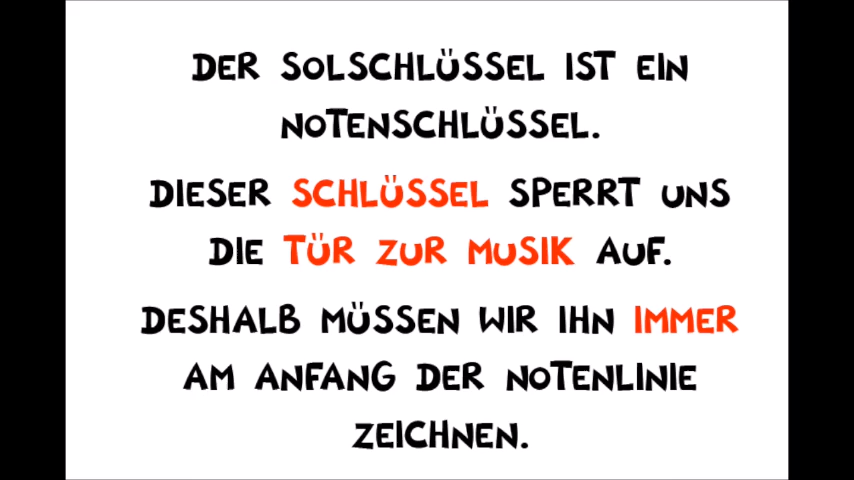 DER SOLSCHLÜSSEL IST EIN
NOTENSCHLÜSSEL.
DIESER SCHLÜSSEL SPERRT UNS
DIE TÜR ZUR MUSIK AUF.
DESHALB MÜSSEN WIR IHN IMMER
AM ANFANG DER NOTENLINIE
ZEICHNEN.